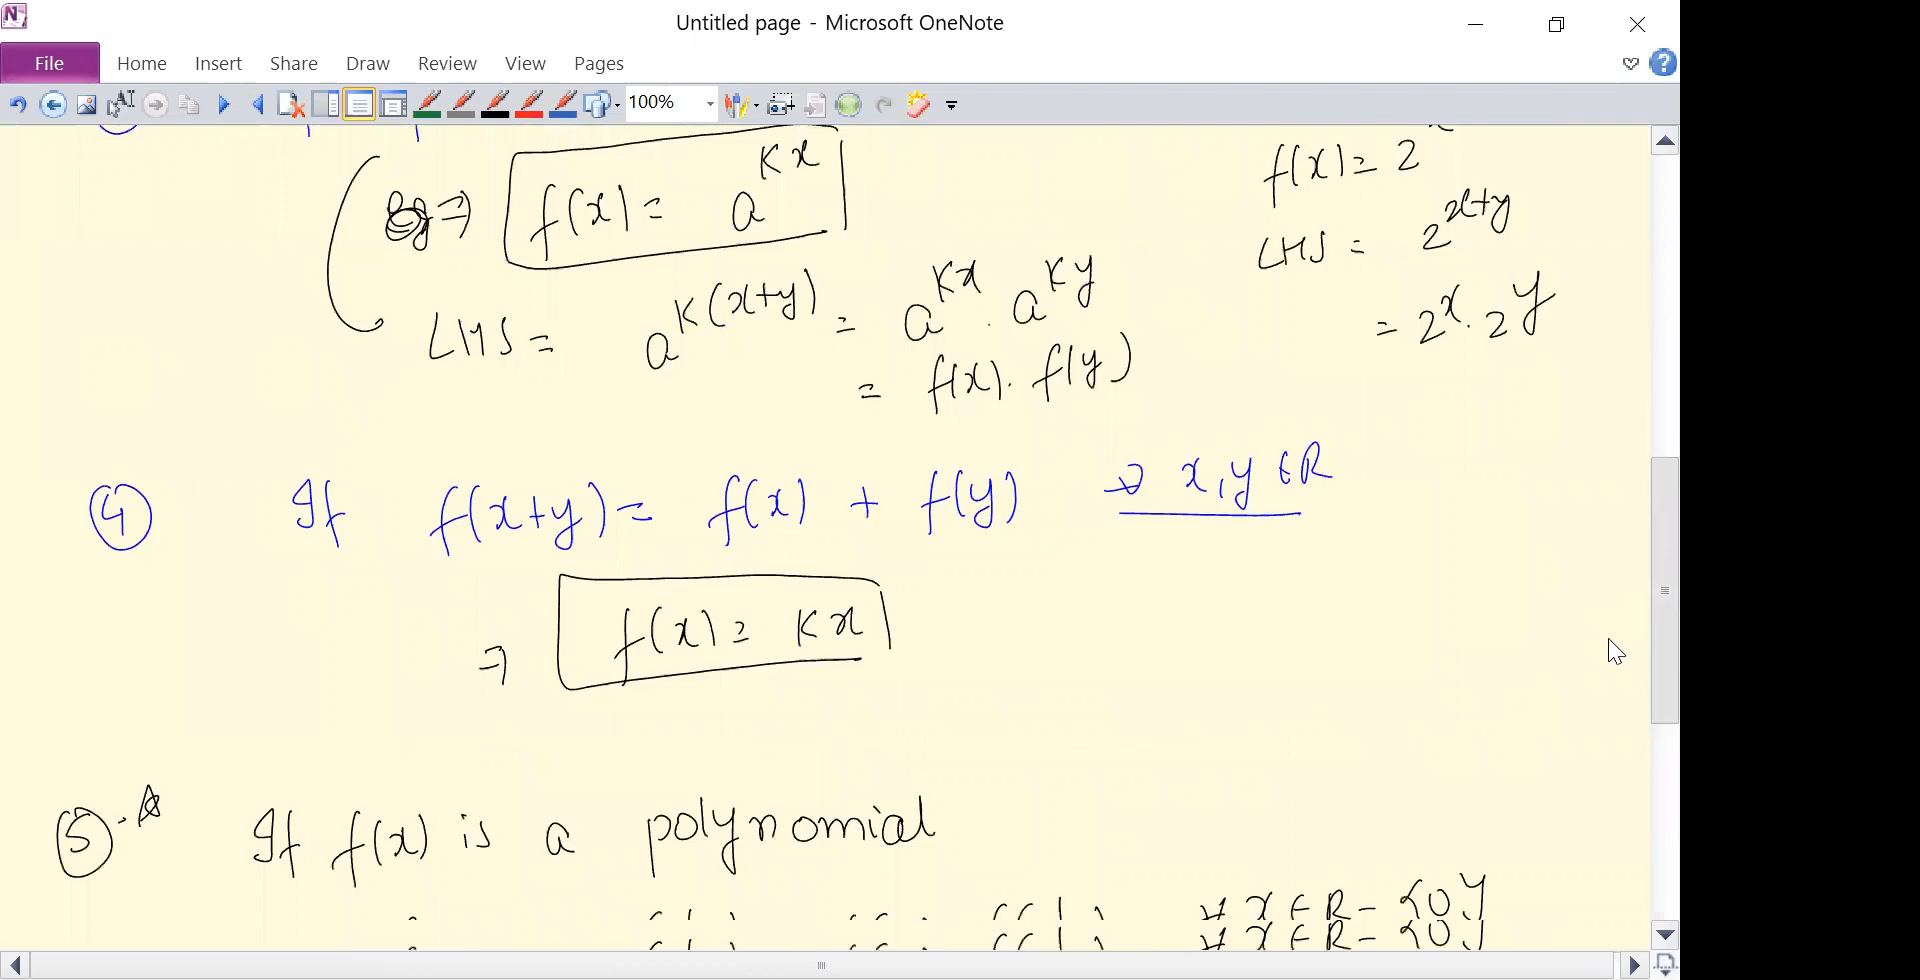 Untitled page - Microsoft OneNote
File Home Insert Share Draw Review View Pages
100%
f(x) = 2
Eg ⇒ f(x) = a^{Kx}
LHS = 2^{x+y}
LHS = a^{K(x+y)} = a^{Kx} . a^{Ky}
= 2^x . 2^y
= f(x) . f(y)
④ If f(x+y) = f(x) + f(y) ∀ x, y ∈ R
⇒ f(x) = Kx
⑤ If f(x) is a polynomial
∀ x ∈ R - {0}